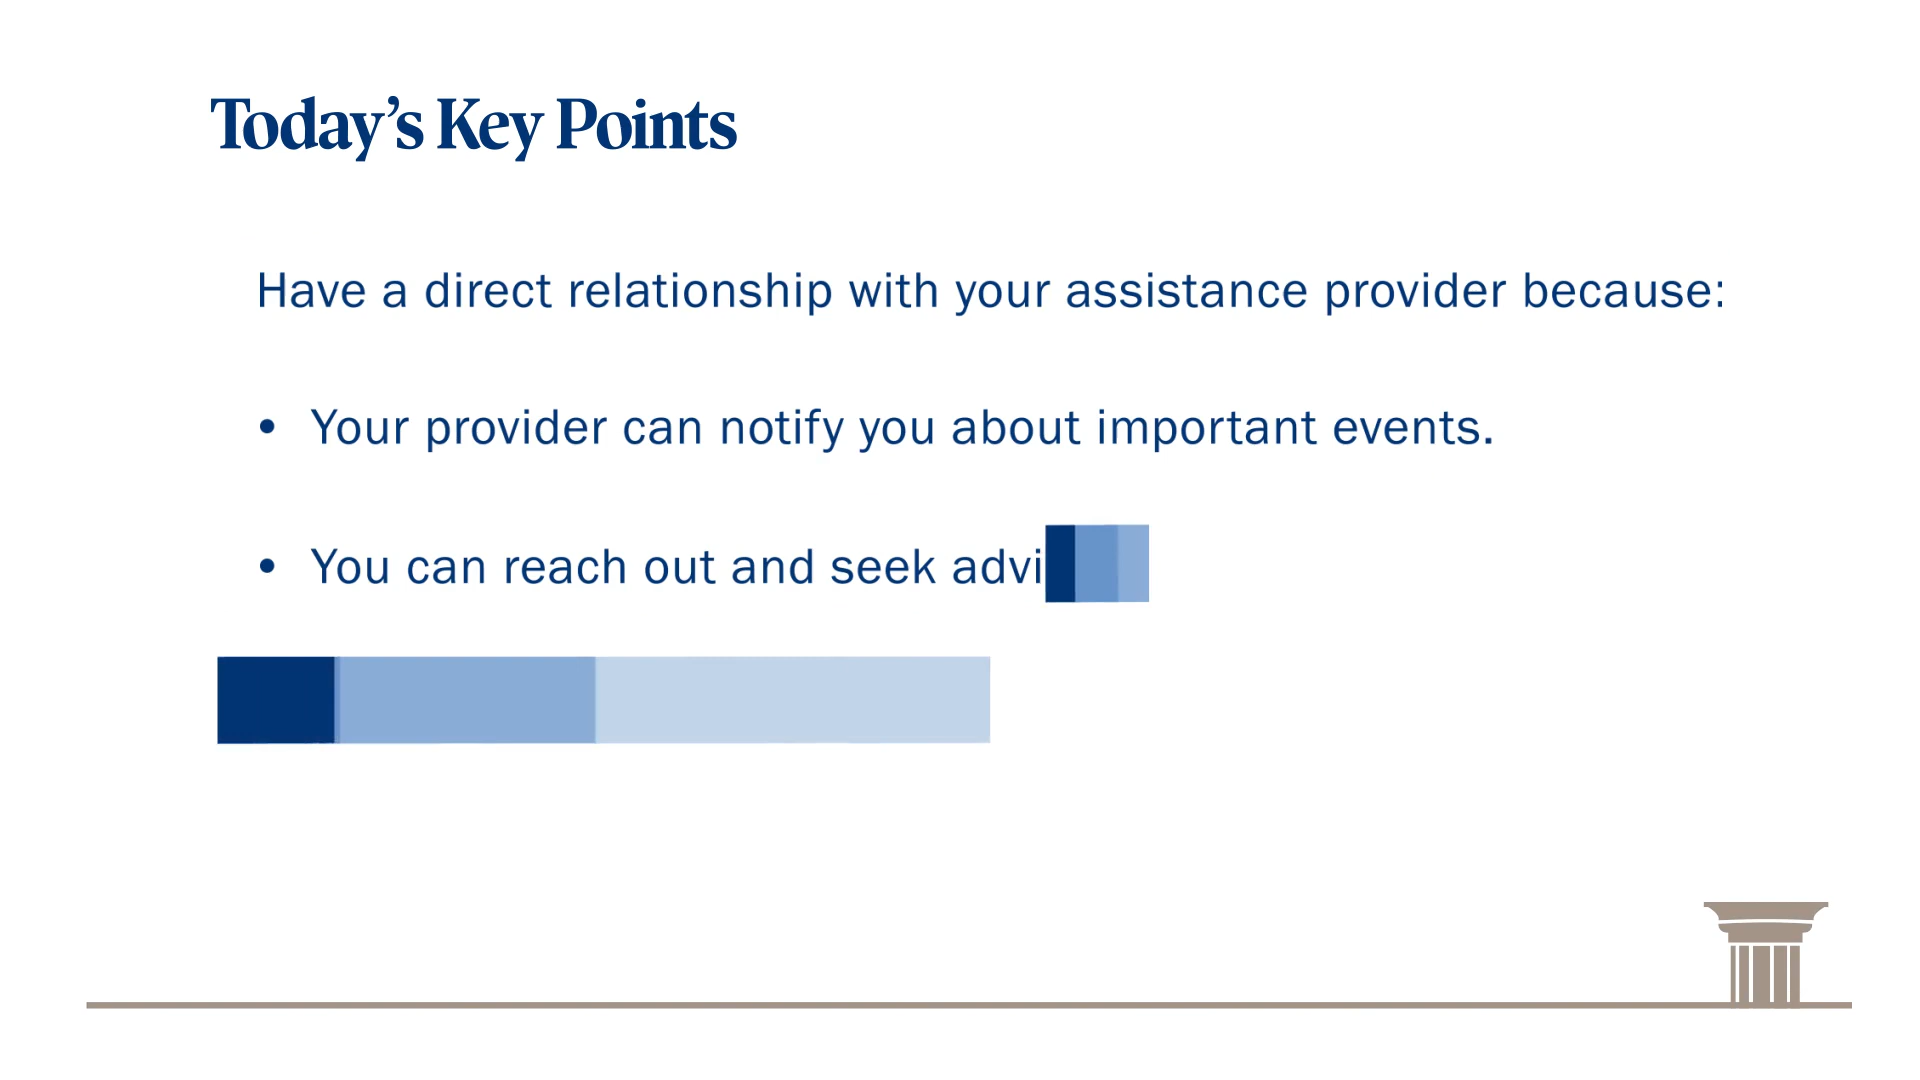 Today’s Key Points
Have a direct relationship with your assistance provider because:
• Your provider can notify you about important events.
• You can reach out and seek advi